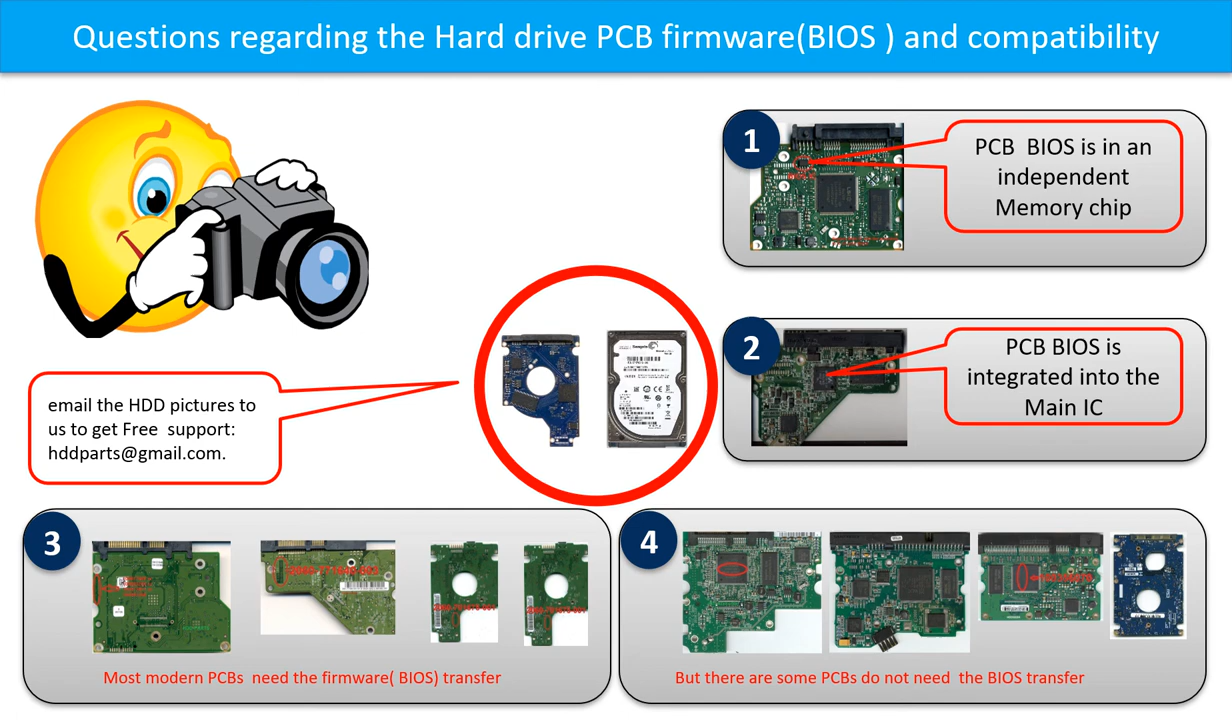 Questions regarding the Hard drive PCB firmware(BIOS ) and compatibility
1
PCB  BIOS is in an
independent
Memory chip
2
PCB BIOS is
integrated into the
Main IC
email the HDD pictures to
us to get Free  support:
hddparts@gmail.com.
Seagate
3
Most modern PCBs  need the firmware( BIOS) transfer
4
But there are some PCBs do not need  the BIOS transfer